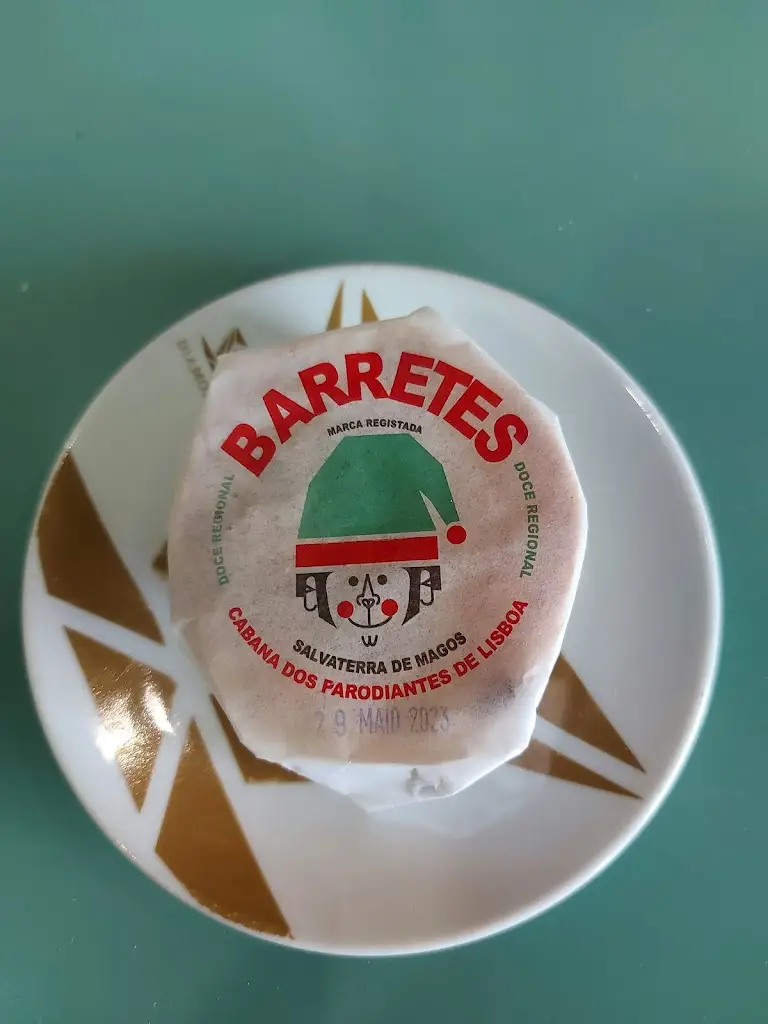 BARRETES
MARCA REGISTADA
DOCE REGIONAL
DOCE REGIONAL
SALVATERRA DE MAGOS
CABANA DOS PARODIANTES DE LISBOA
29 MAIO 2023